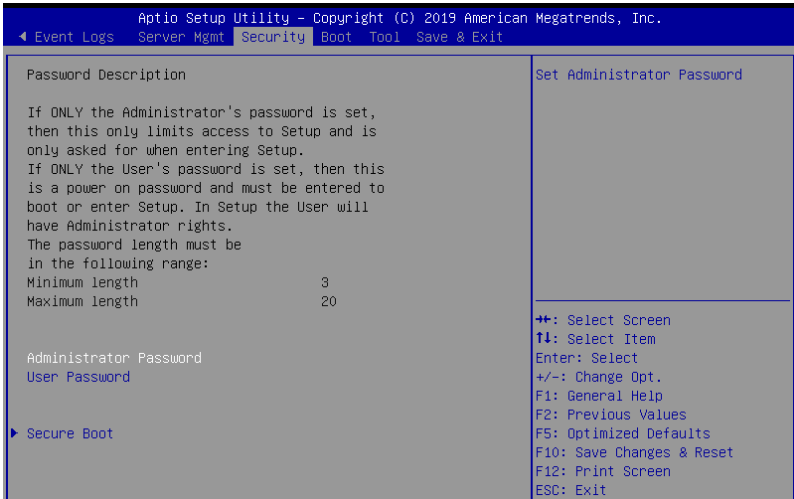 Aptio Setup Utility – Copyright (C) 2019 American Megatrends, Inc.
Event Logs Server Mgmt Security Boot Tool Save & Exit
Password Description
If ONLY the Administrator's password is set,
then this only limits access to Setup and is
only asked for when entering Setup.
If ONLY the User's password is set, then this
is a power on password and must be entered to
boot or enter Setup. In Setup the User will
have Administrator rights.
The password length must be
in the following range:
Minimum length 3
Maximum length 20
Administrator Password
User Password
Secure Boot
Set Administrator Password
→←: Select Screen
↑↓: Select Item
Enter: Select
+/-: Change Opt.
F1: General Help
F2: Previous Values
F5: Optimized Defaults
F10: Save Changes & Reset
F12: Print Screen
ESC: Exit